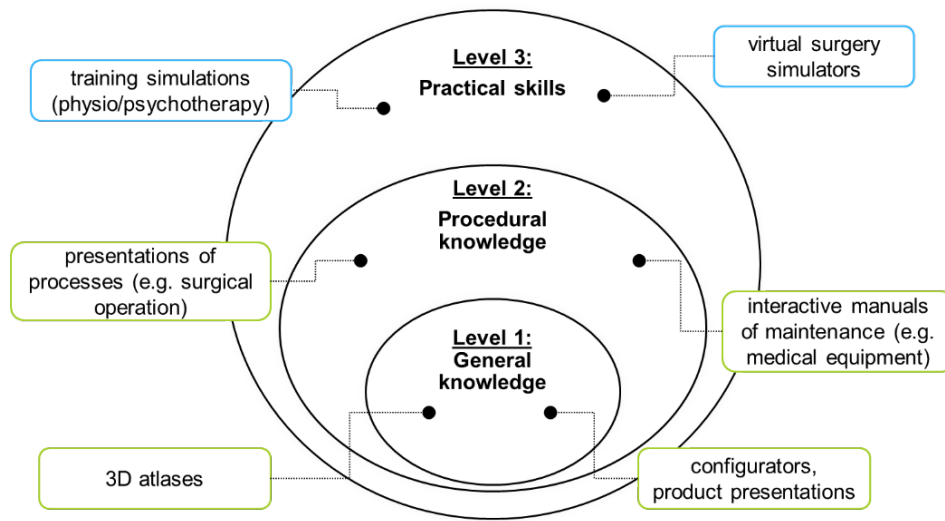 Level 3:
Practical skills
training simulations
(physio/psychotherapy)
virtual surgery
simulators
Level 2:
Procedural
knowledge
presentations of
processes (e.g. surgical
operation)
interactive manuals
of maintenance (e.g.
medical equipment)
Level 1:
General
knowledge
3D atlases
configurators,
product presentations